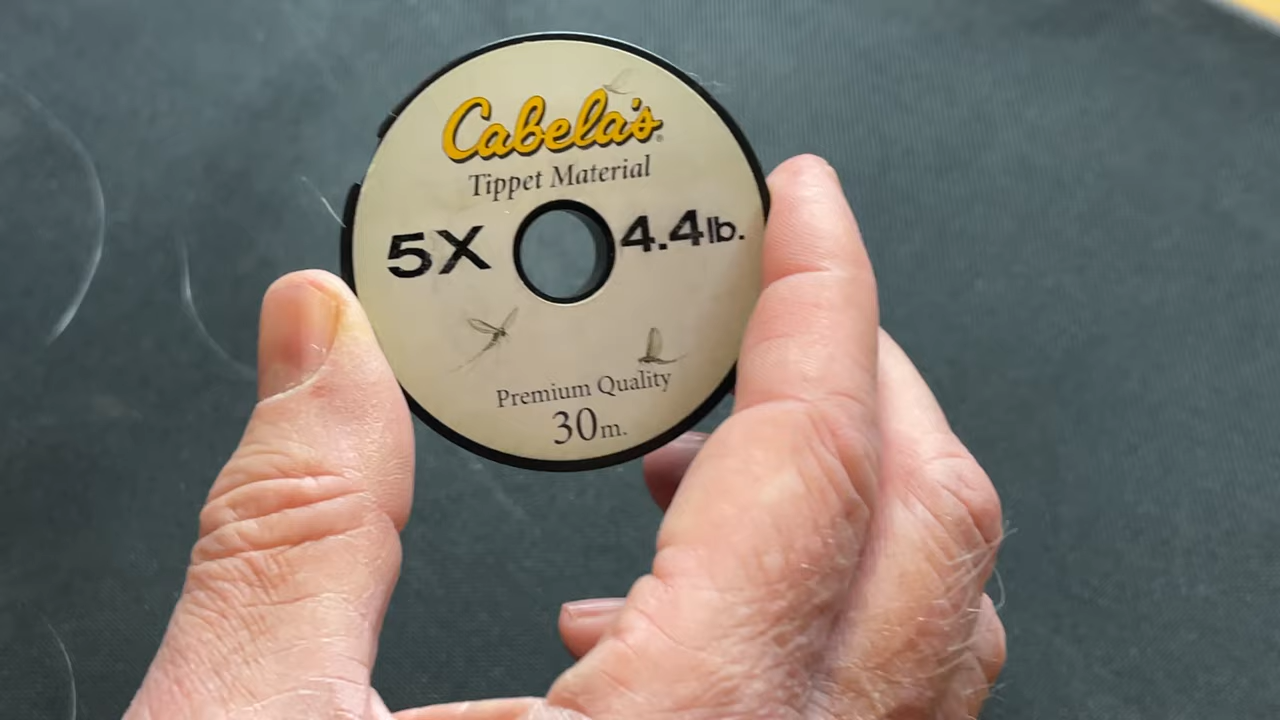 Cabela's®
Tippet Material
5X 4.4lb.
Premium Quality
30m.